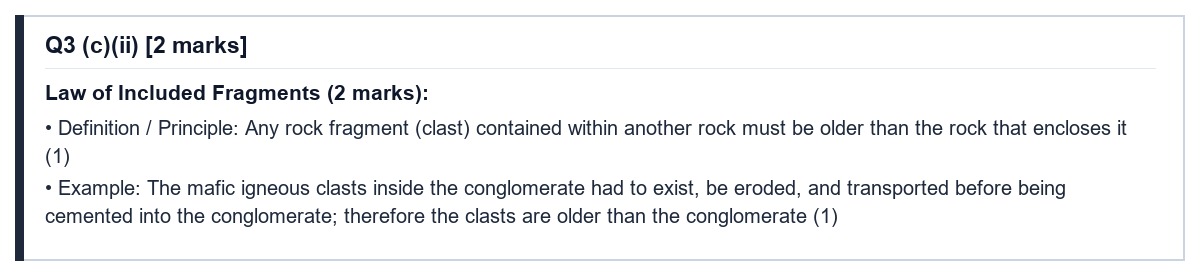 Q3 (c)(ii) [2 marks]
Law of Included Fragments (2 marks):
• Definition / Principle: Any rock fragment (clast) contained within another rock must be older than the rock that encloses it
(1)
• Example: The mafic igneous clasts inside the conglomerate had to exist, be eroded, and transported before being
cemented into the conglomerate; therefore the clasts are older than the conglomerate (1)